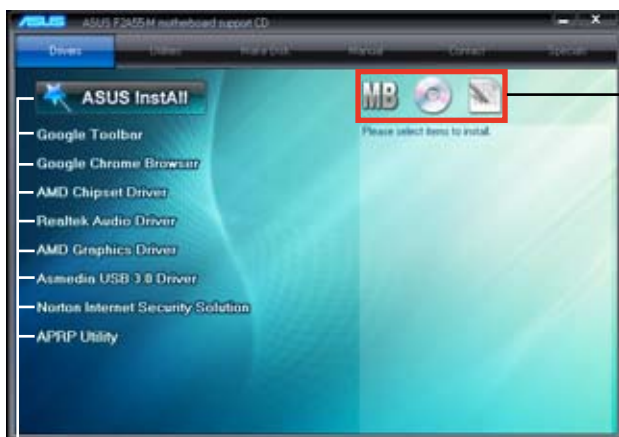 ASUS ASUS F2A55-M motherboard support CD
Drivers Utilities Make Disk Manual Contact Specials
ASUS InstAll
MB
Please select items to install.
Google Toolbar
Google Chrome Browser
AMD Chipset Driver
Realtek Audio Driver
AMD Graphics Driver
Asmedia USB 3.0 Driver
Norton Internet Security Solution
APRP Utility